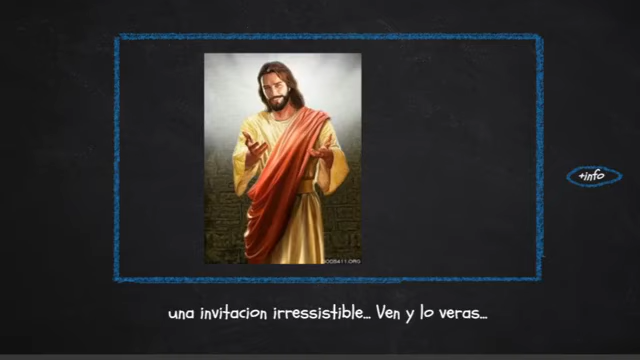 +info
una invitacion irressistible... Ven y lo veras...